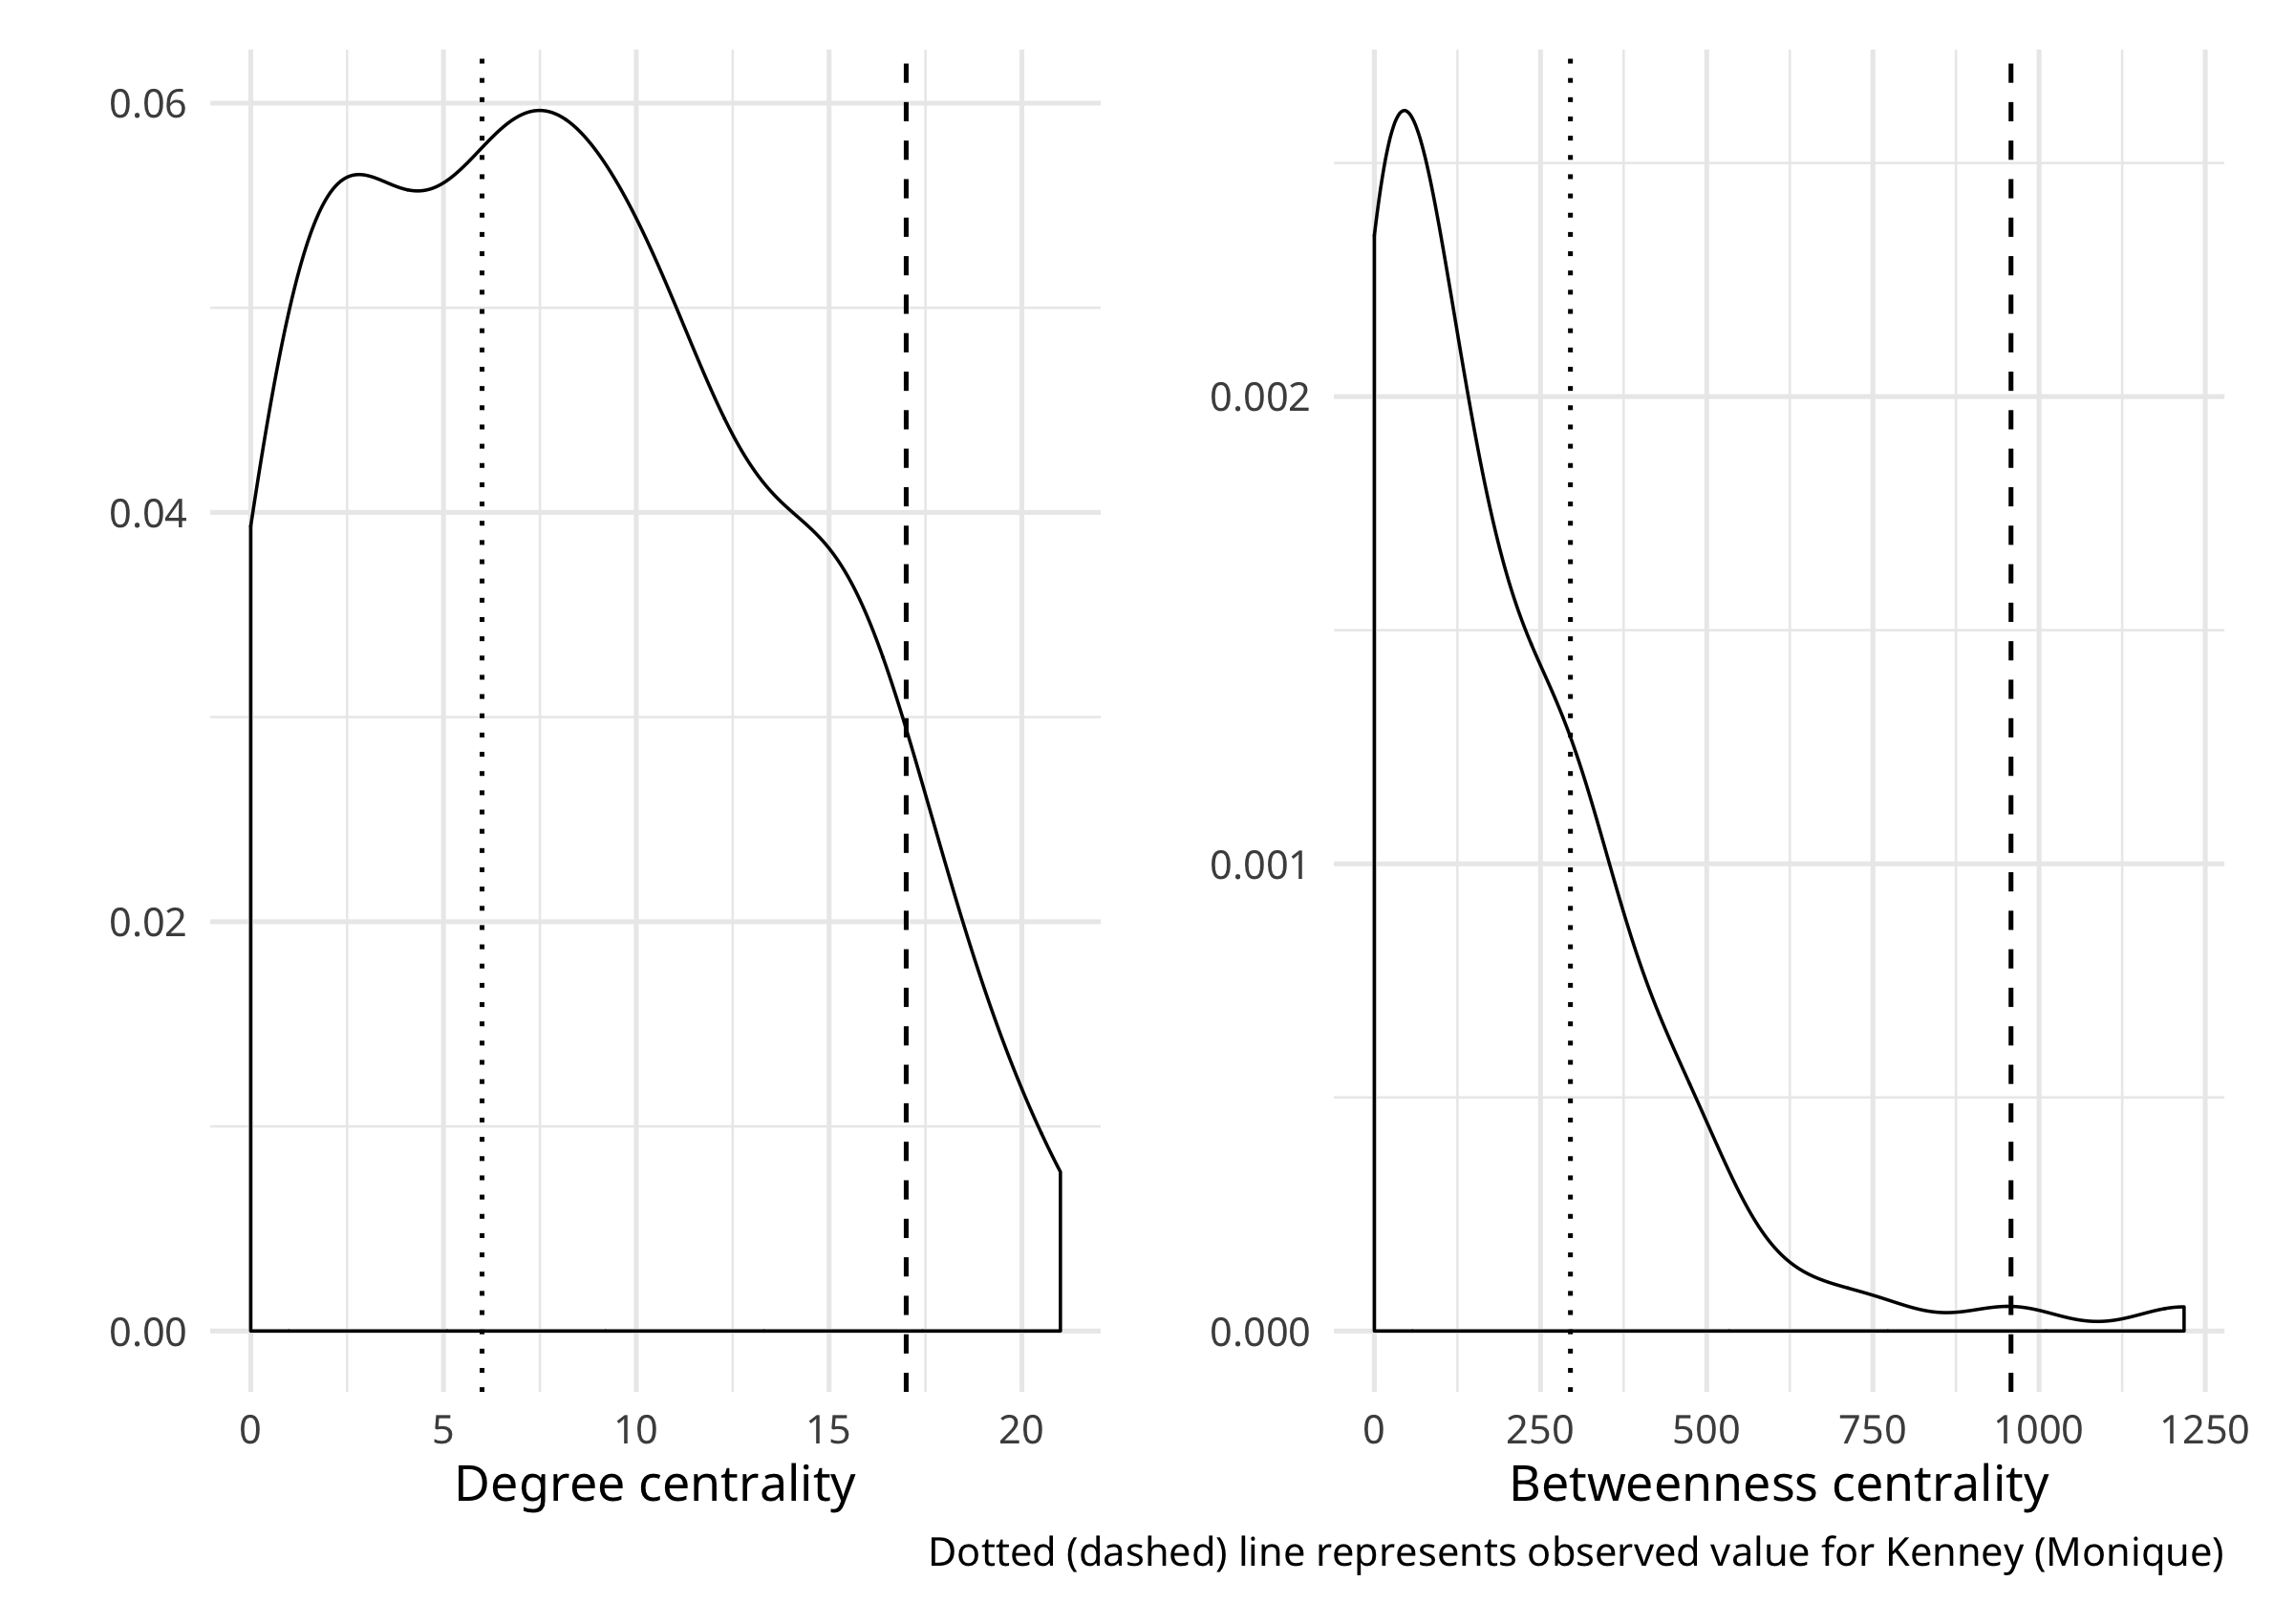 0.06
0.04
0.02
0.00
0 5 10 15 20
Degree centrality
0.002
0.001
0.000
0 250 500 750 1000 1250
Betweenness centrality
Dotted (dashed) line represents observed value for Kenney (Monique)